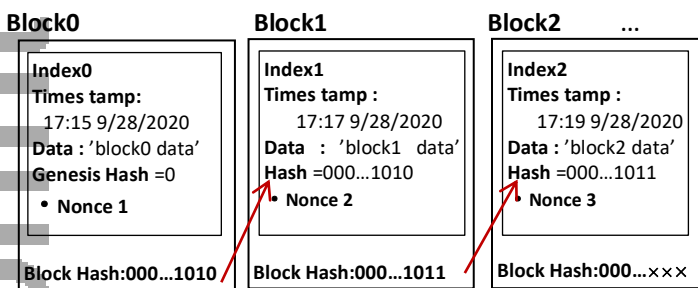 Block0
Index0
Times tamp:
17:15 9/28/2020
Data : 'block0 data'
Genesis Hash =0
• Nonce 1
Block Hash:000...1010
Block1
Index1
Times tamp :
17:17 9/28/2020
Data : 'block1 data'
Hash =000...1010
• Nonce 2
Block Hash:000...1011
Block2 ...
Index2
Times tamp :
17:19 9/28/2020
Data : 'block2 data'
Hash =000...1011
• Nonce 3
Block Hash:000...×××